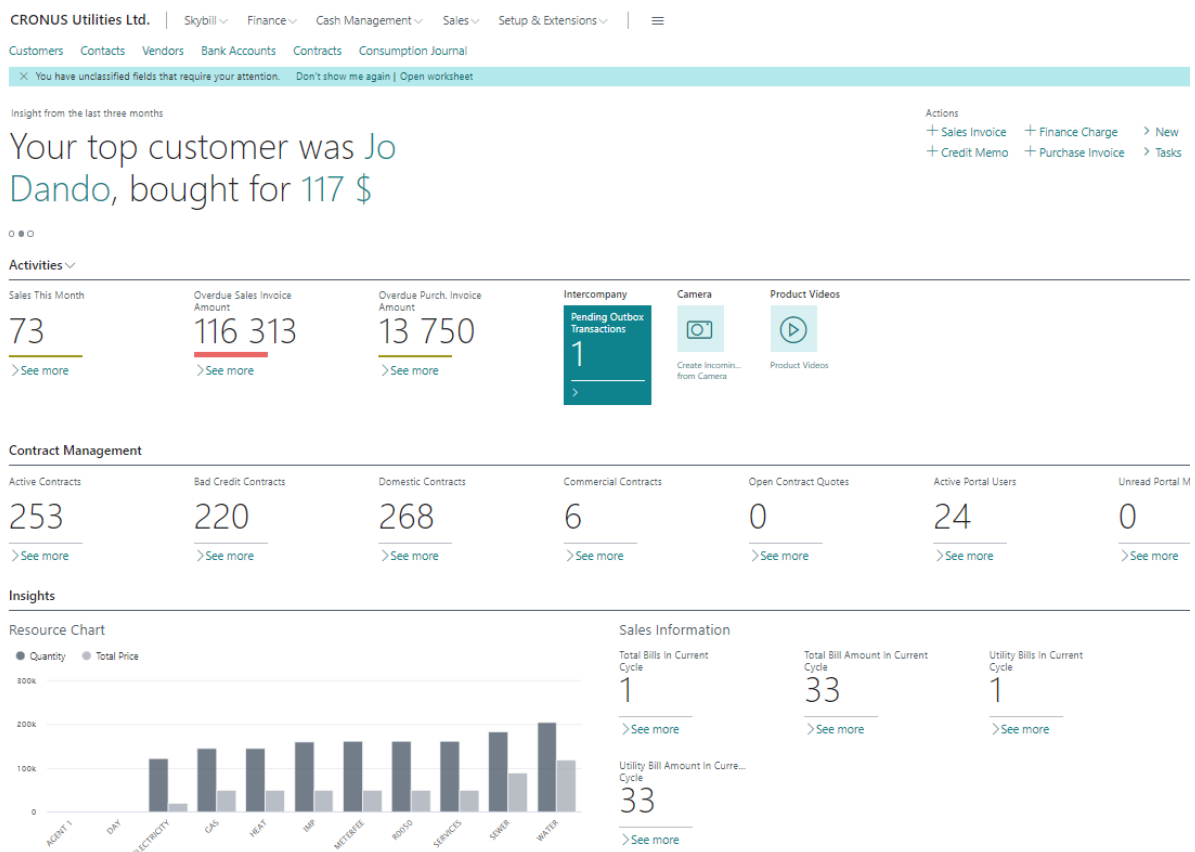 CRONUS Utilities Ltd. Skybill Finance Cash Management Sales Setup & Extensions
Customers Contacts Vendors Bank Accounts Contracts Consumption Journal
You have unclassified fields that require your attention. Don't show me again | Open worksheet
Insight from the last three months
Your top customer was Jo
Dando, bought for 117 $
Actions
+ Sales Invoice + Finance Charge > New
+ Credit Memo + Purchase Invoice > Tasks
Activities
Sales This Month
73
>See more
Overdue Sales Invoice
Amount
116 313
>See more
Overdue Purch. Invoice
Amount
13 750
>See more
Intercompany
Pending Outbox
Transactions
1
>
Camera
Create Incomin...
from Camera
Product Videos
Product Videos
Contract Management
Active Contracts
253
>See more
Bad Credit Contracts
220
>See more
Domestic Contracts
268
>See more
Commercial Contracts
6
>See more
Open Contract Quotes
0
>See more
Active Portal Users
24
>See more
Unread Portal M
0
>See more
Insights
Resource Chart
Quantity Total Price
300k
200k
100k
0
AGENT 1
DAY
ELECTRICITY
GAS
HEAT
IMP
METERFEE
RD050
SERVICES
SEWER
WATER
Sales Information
Total Bills In Current
Cycle
1
>See more
Total Bill Amount In Current
Cycle
33
>See more
Utility Bills In Current
Cycle
1
>See more
Utility Bill Amount In Curre...
Cycle
33
>See more